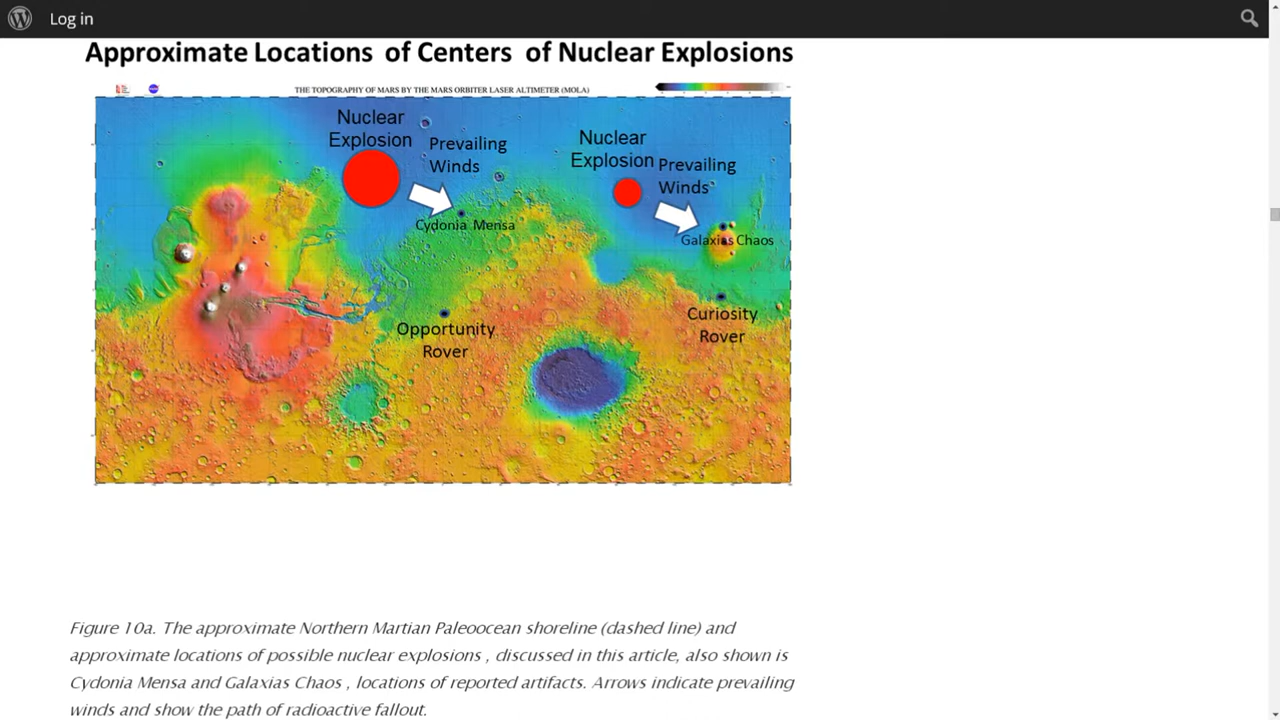 Log in
Approximate Locations of Centers of Nuclear Explosions
THE TOPOGRAPHY OF MARS BY THE MARS ORBITER LASER ALTIMETER (MOLA)
Nuclear
Explosion
Prevailing
Winds
Nuclear
Explosion
Prevailing
Winds
Cydonia Mensa
Galaxias Chaos
Opportunity
Rover
Curiosity
Rover
Figure 10a. The approximate Northern Martian Paleoocean shoreline (dashed line) and
approximate locations of possible nuclear explosions , discussed in this article, also shown is
Cydonia Mensa and Galaxias Chaos , locations of reported artifacts. Arrows indicate prevailing
winds and show the path of radioactive fallout.